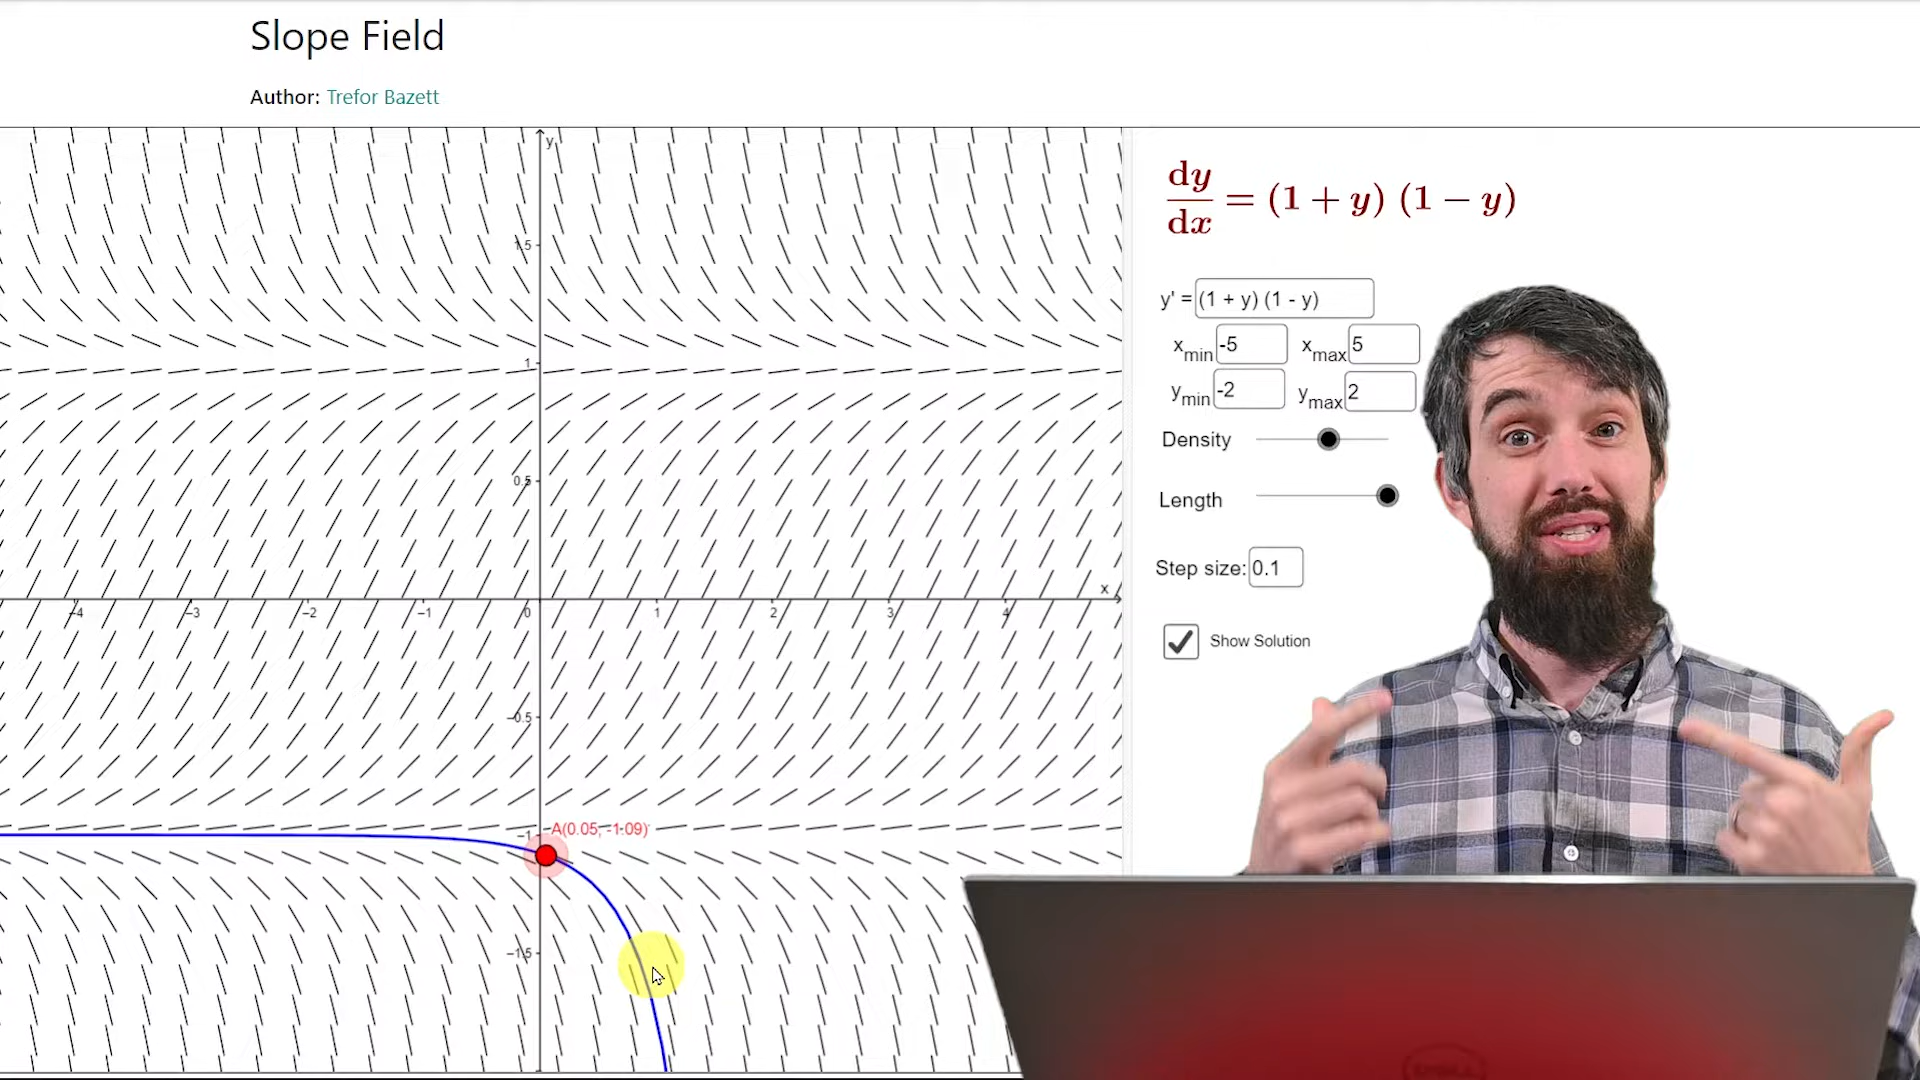 Slope Field
Author: Trefor Bazett
y
1.5
1
0.5
x
-4 -3 -2 -1 0 1 2 3 4
-0.5
-1
A(0.05, -1.09)
-1.5
dy/dx = (1 + y) (1 − y)
y' = (1 + y) (1 - y)
xmin -5 xmax 5
ymin -2 ymax 2
Density
Length
Step size: 0.1
Show Solution